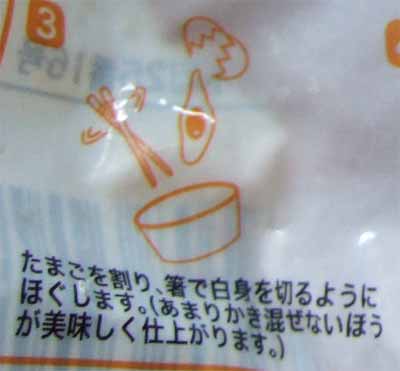 3
たまごを割り、箸で白身を切るように
ほぐします。(あまりかき混ぜないほう
が美味しく仕上がります。)